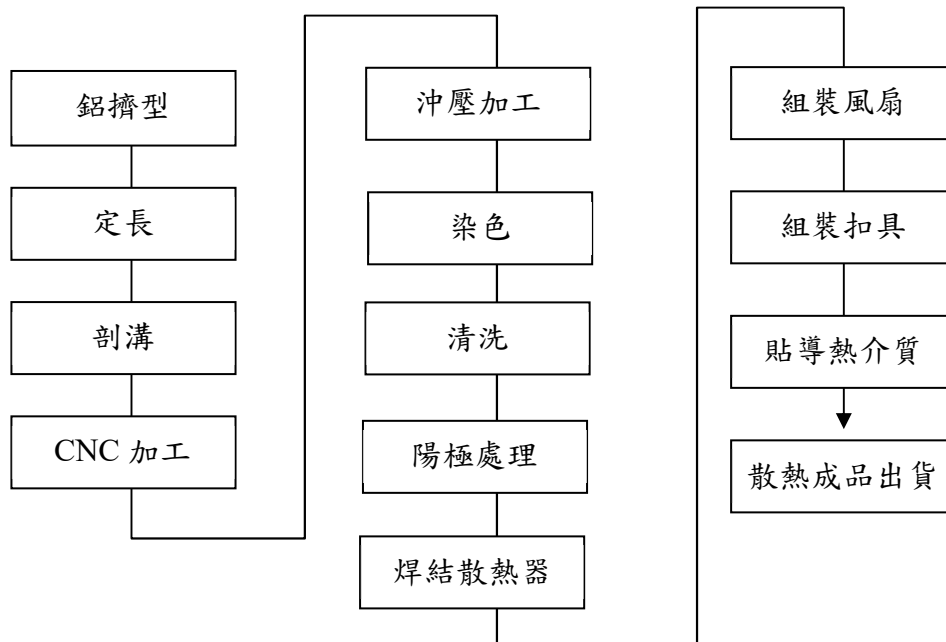 鋁擠型
定長
剖溝
CNC 加工
沖壓加工
染色
清洗
陽極處理
焊結散熱器
組裝風扇
組裝扣具
貼導熱介質
散熱成品出貨